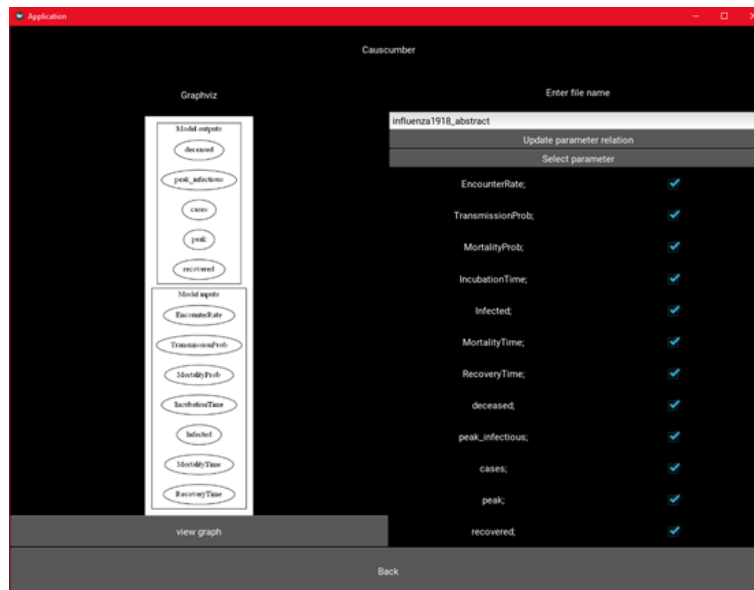 Application
Causcumber
Graphviz
Model outputs
deceased
peak_infectious
cases
peak
recovered
Model inputs
EncounterRate
TransmissionProb
MortalityProb
IncubationTime
Infected
MortalityTime
RecoveryTime
view graph
Enter file name
influenza1918_abstract
Update parameter relation
Select parameter
EncounterRate;
TransmissionProb;
MortalityProb;
IncubationTime;
Infected;
MortalityTime;
RecoveryTime;
deceased;
peak_infectious;
cases;
peak;
recovered;
Back